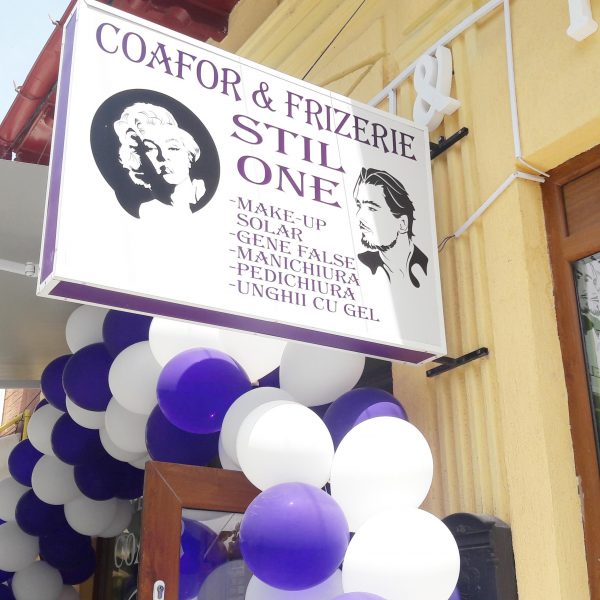 COAFOR & FRIZERIE
STIL
ONE
-MAKE-UP
SOLAR
-GENE FALSE
-MANICHIURA
-PEDICHIURA
-UNGHII CU GEL
&